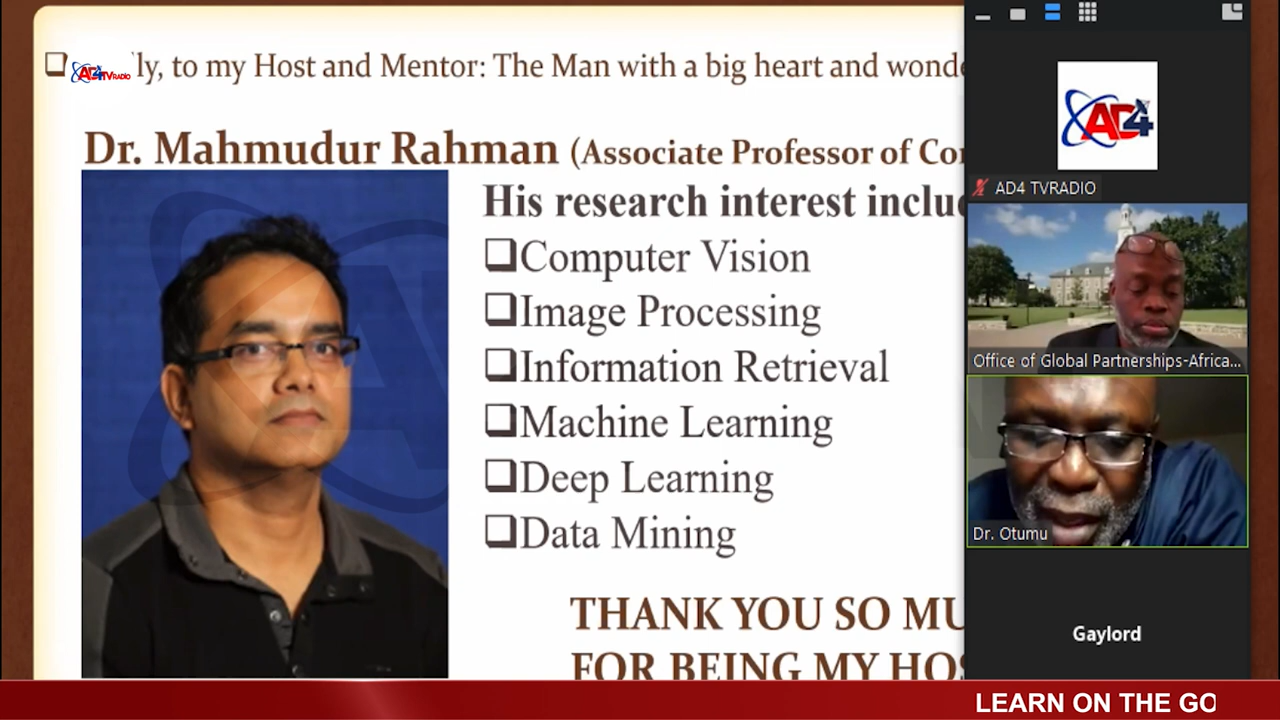 ly, to my Host and Mentor: The Man with a big heart and wonde
AD4 TVRADIO
Dr. Mahmudur Rahman (Associate Professor of Co
His research interest inclu
Computer Vision
Image Processing
Information Retrieval
Machine Learning
Deep Learning
Data Mining
THANK YOU SO MU
FOR BEING MY HOS
AD4
AD4 TVRADIO
Office of Global Partnerships-Africa...
Dr. Otumu
Gaylord
LEARN ON THE GO